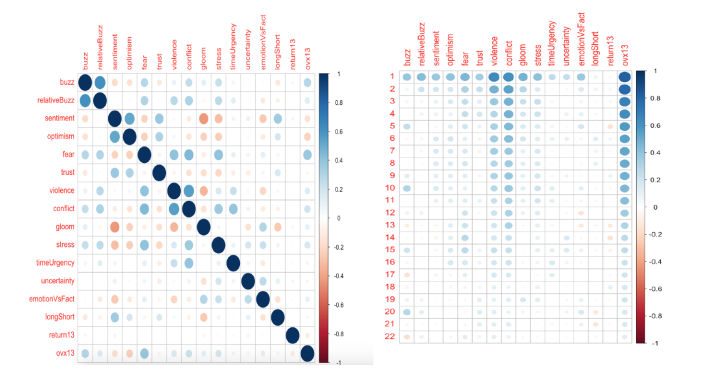 buzz relativeBuzz sentiment optimism fear trust violence conflict gloom stress timeUrgency uncertainty emotionVsFact longShort return13 ovx13
buzz
relativeBuzz
sentiment
optimism
fear
trust
violence
conflict
gloom
stress
timeUrgency
uncertainty
emotionVsFact
longShort
return13
ovx13
1
0.8
0.6
0.4
0.2
0
-0.2
-0.4
-0.6
-0.8
-1
buzz relativeBuzz sentiment optimism fear trust violence conflict gloom stress timeUrgency uncertainty emotionVsFact longShort return13 ovx13
1
2
3
4
5
6
7
8
9
10
11
12
13
14
15
16
17
18
19
20
21
22
1
0.8
0.6
0.4
0.2
0
-0.2
-0.4
-0.6
-0.8
-1